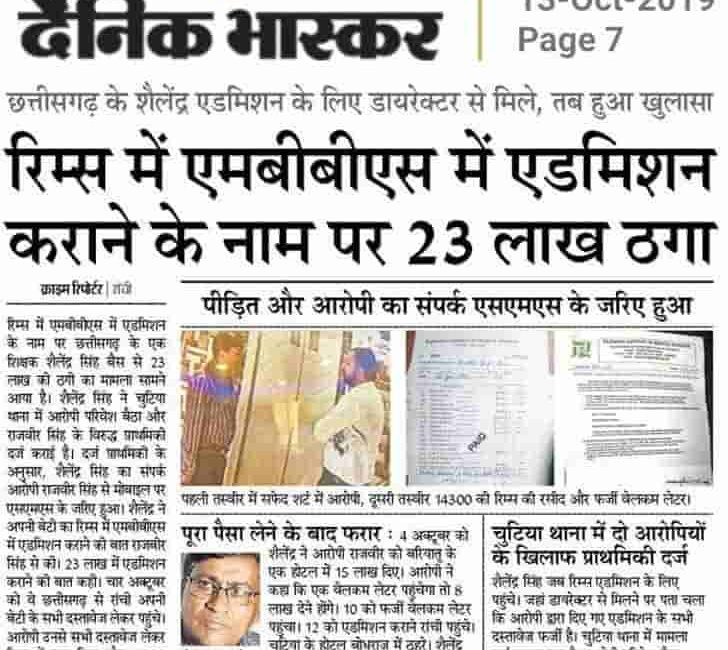 दैनिक भास्कर
13-Oct-2019
Page 7
छत्तीसगढ़ के शैलेंद्र एडमिशन के लिए डायरेक्टर से मिले, तब हुआ खुलासा
रिम्स में एमबीबीएस में एडमिशन
कराने के नाम पर 23 लाख ठगा
क्राइम रिपोर्टर | रांची
रिम्स में एमबीबीएस में एडमिशन
के नाम पर छत्तीसगढ़ के एक
शिक्षक शैलेंद्र सिंह बैस से 23
लाख की ठगी का मामला सामने
आया है। शैलेंद्र सिंह ने चुटिया
थाना में आरोपी परिवेश बैठा और
राजवीर सिंह के विरुद्ध प्राथमिकी
दर्ज कराई है। दर्ज प्राथमिकी के
अनुसार, शैलेंद्र सिंह का संपर्क
आरोपी राजवीर सिंह से मोबाइल पर
एसएमएस के जरिए हुआ। शैलेंद्र ने
अपनी बेटी का रिम्स में एमबीबीएस
में एडमिशन कराने की बात राजवीर
सिंह से की। 23 लाख में एडमिशन
कराने की बात कही। चार अक्टूबर
को वे छत्तीसगढ़ से रांची अपनी
बेटी के सभी दस्तावेज लेकर पहुंचे।
आरोपी उनसे सभी दस्तावेज लेकर
पीड़ित और आरोपी का संपर्क एसएमएस के जरिए हुआ
PAID
पहली तस्वीर में सफेद शर्ट में आरोपी, दूसरी तस्वीर 14300 की रिम्स की रसीद और फर्जी वेलकम लेटर।
पूरा पैसा लेने के बाद फरार : 4 अक्टूबर को
शैलेंद्र ने आरोपी राजवीर को बरियातू के
एक होटल में 15 लाख दिए। आरोपी ने
कहा कि एक वेलकम लेटर पहुंचेगा तो 8
लाख देने होंगे। 10 को फर्जी वेलकम लेटर
पहुंचा। 12 को एडमिशन कराने रांची पहुंचे।
चुटिया के होटल बोधराज में ठहरे। शैलेंद्र
चुटिया थाना में दो आरोपियों
के खिलाफ प्राथमिकी दर्ज
शैलेंद्र सिंह जब रिम्स एडमिशन के लिए
पहुंचे। जहां डायरेक्टर से मिलने पर पता चला
कि आरोपी द्वारा दिए गए एडमिशन के सभी
दस्तावेज फर्जी है। चुटिया थाना में मामला